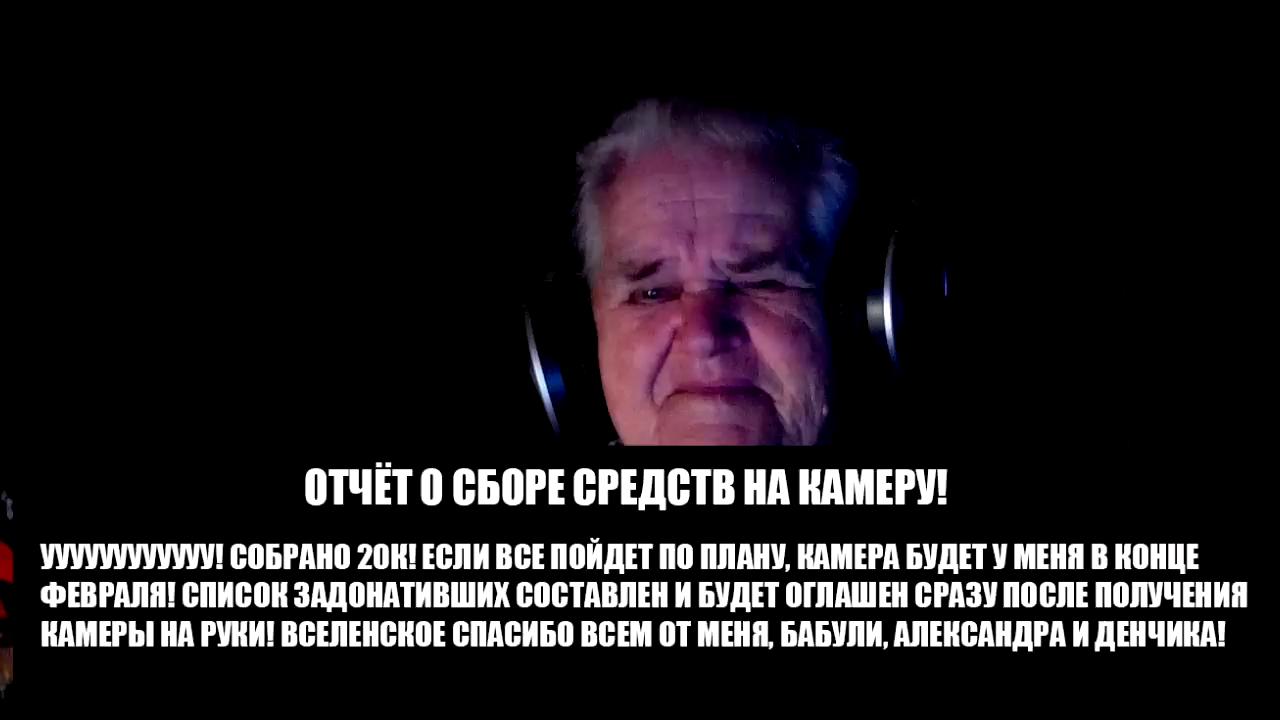 ОТЧЁТ О СБОРЕ СРЕДСТВ НА КАМЕРУ!
УУУУУУУУУУУУ! СОБРАНО 20К! ЕСЛИ ВСЕ ПОЙДЕТ ПО ПЛАНУ, КАМЕРА БУДЕТ У МЕНЯ В КОНЦЕ
ФЕВРАЛЯ! СПИСОК ЗАДОНАТИВШИХ СОСТАВЛЕН И БУДЕТ ОГЛАШЕН СРАЗУ ПОСЛЕ ПОЛУЧЕНИЯ
КАМЕРЫ НА РУКИ! ВСЕЛЕНСКОЕ СПАСИБО ВСЕМ ОТ МЕНЯ, БАБУЛИ, АЛЕКСАНДРА И ДЕНЧИКА!